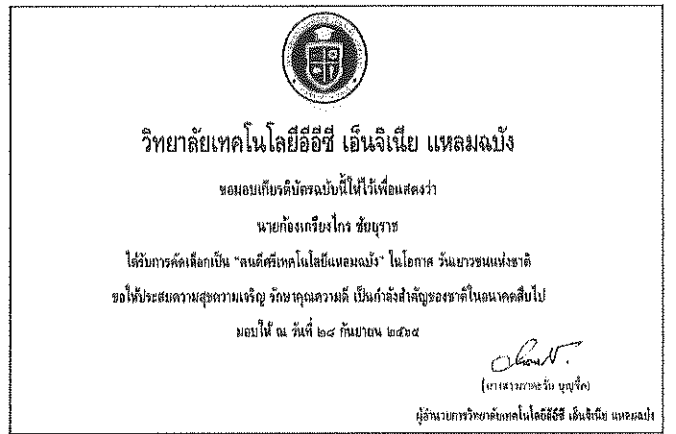 วิทยาลัยเทคโนโลยีอีอีซี เอ็นจิเนีย แหลมฉบัง
ขอมอบเกียรติบัตรฉบับนี้ให้ไว้เพื่อแสดงว่า
นายก้องเกรียงไกร ชัยนุราช
ได้รับการคัดเลือกเป็น "คนดีศรีเทคโนโลยีแหลมฉบัง" ในโอกาส วันเยาวชนแห่งชาติ
ขอให้ประสบความสุขความเจริญ รักษาคุณความดี เป็นกำลังสำคัญของชาติในอนาคตสืบไป
มอบให้ ณ วันที่ ๒๘ กันยายน ๒๕๖๔
ผู้อำนวยการวิทยาลัยเทคโนโลยีอีอีซี เอ็นจิเนีย แหลมฉบัง